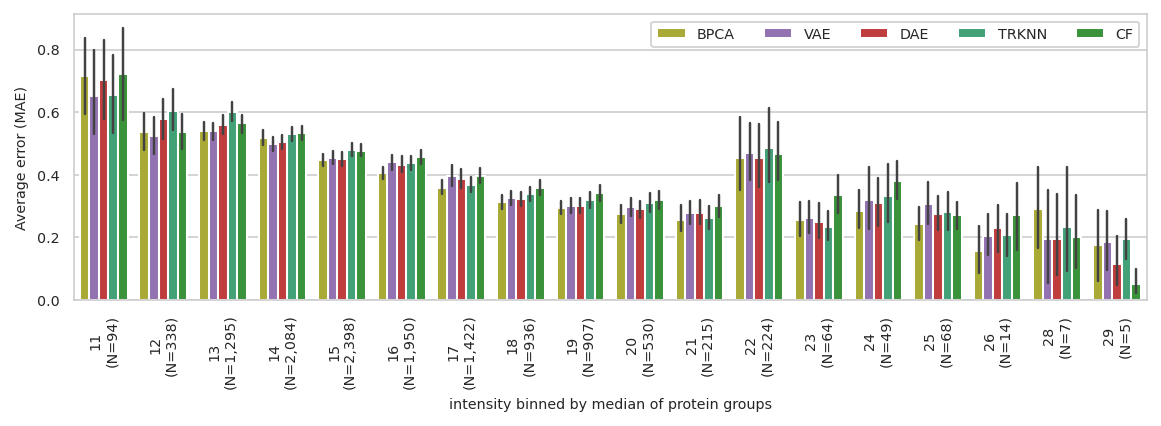 BPCA VAE DAE TRKNN CF
Average error (MAE)
0.8
0.6
0.4
0.2
0.0
11
(N=94)
12
(N=338)
13
(N=1,295)
14
(N=2,084)
15
(N=2,398)
16
(N=1,950)
17
(N=1,422)
18
(N=936)
19
(N=907)
20
(N=530)
21
(N=215)
22
(N=224)
23
(N=64)
24
(N=49)
25
(N=68)
26
(N=14)
28
(N=7)
29
(N=5)
intensity binned by median of protein groups